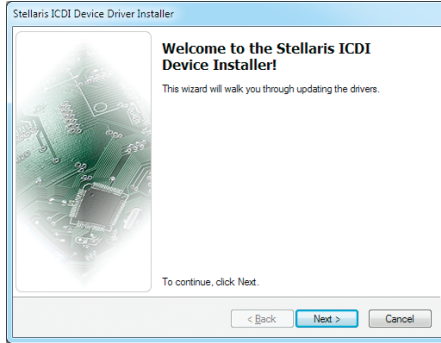 Stellaris ICDI Device Driver Installer
Welcome to the Stellaris ICDI
Device Installer!
This wizard will walk you through updating the drivers.
To continue, click Next.
< Back
Next >
Cancel